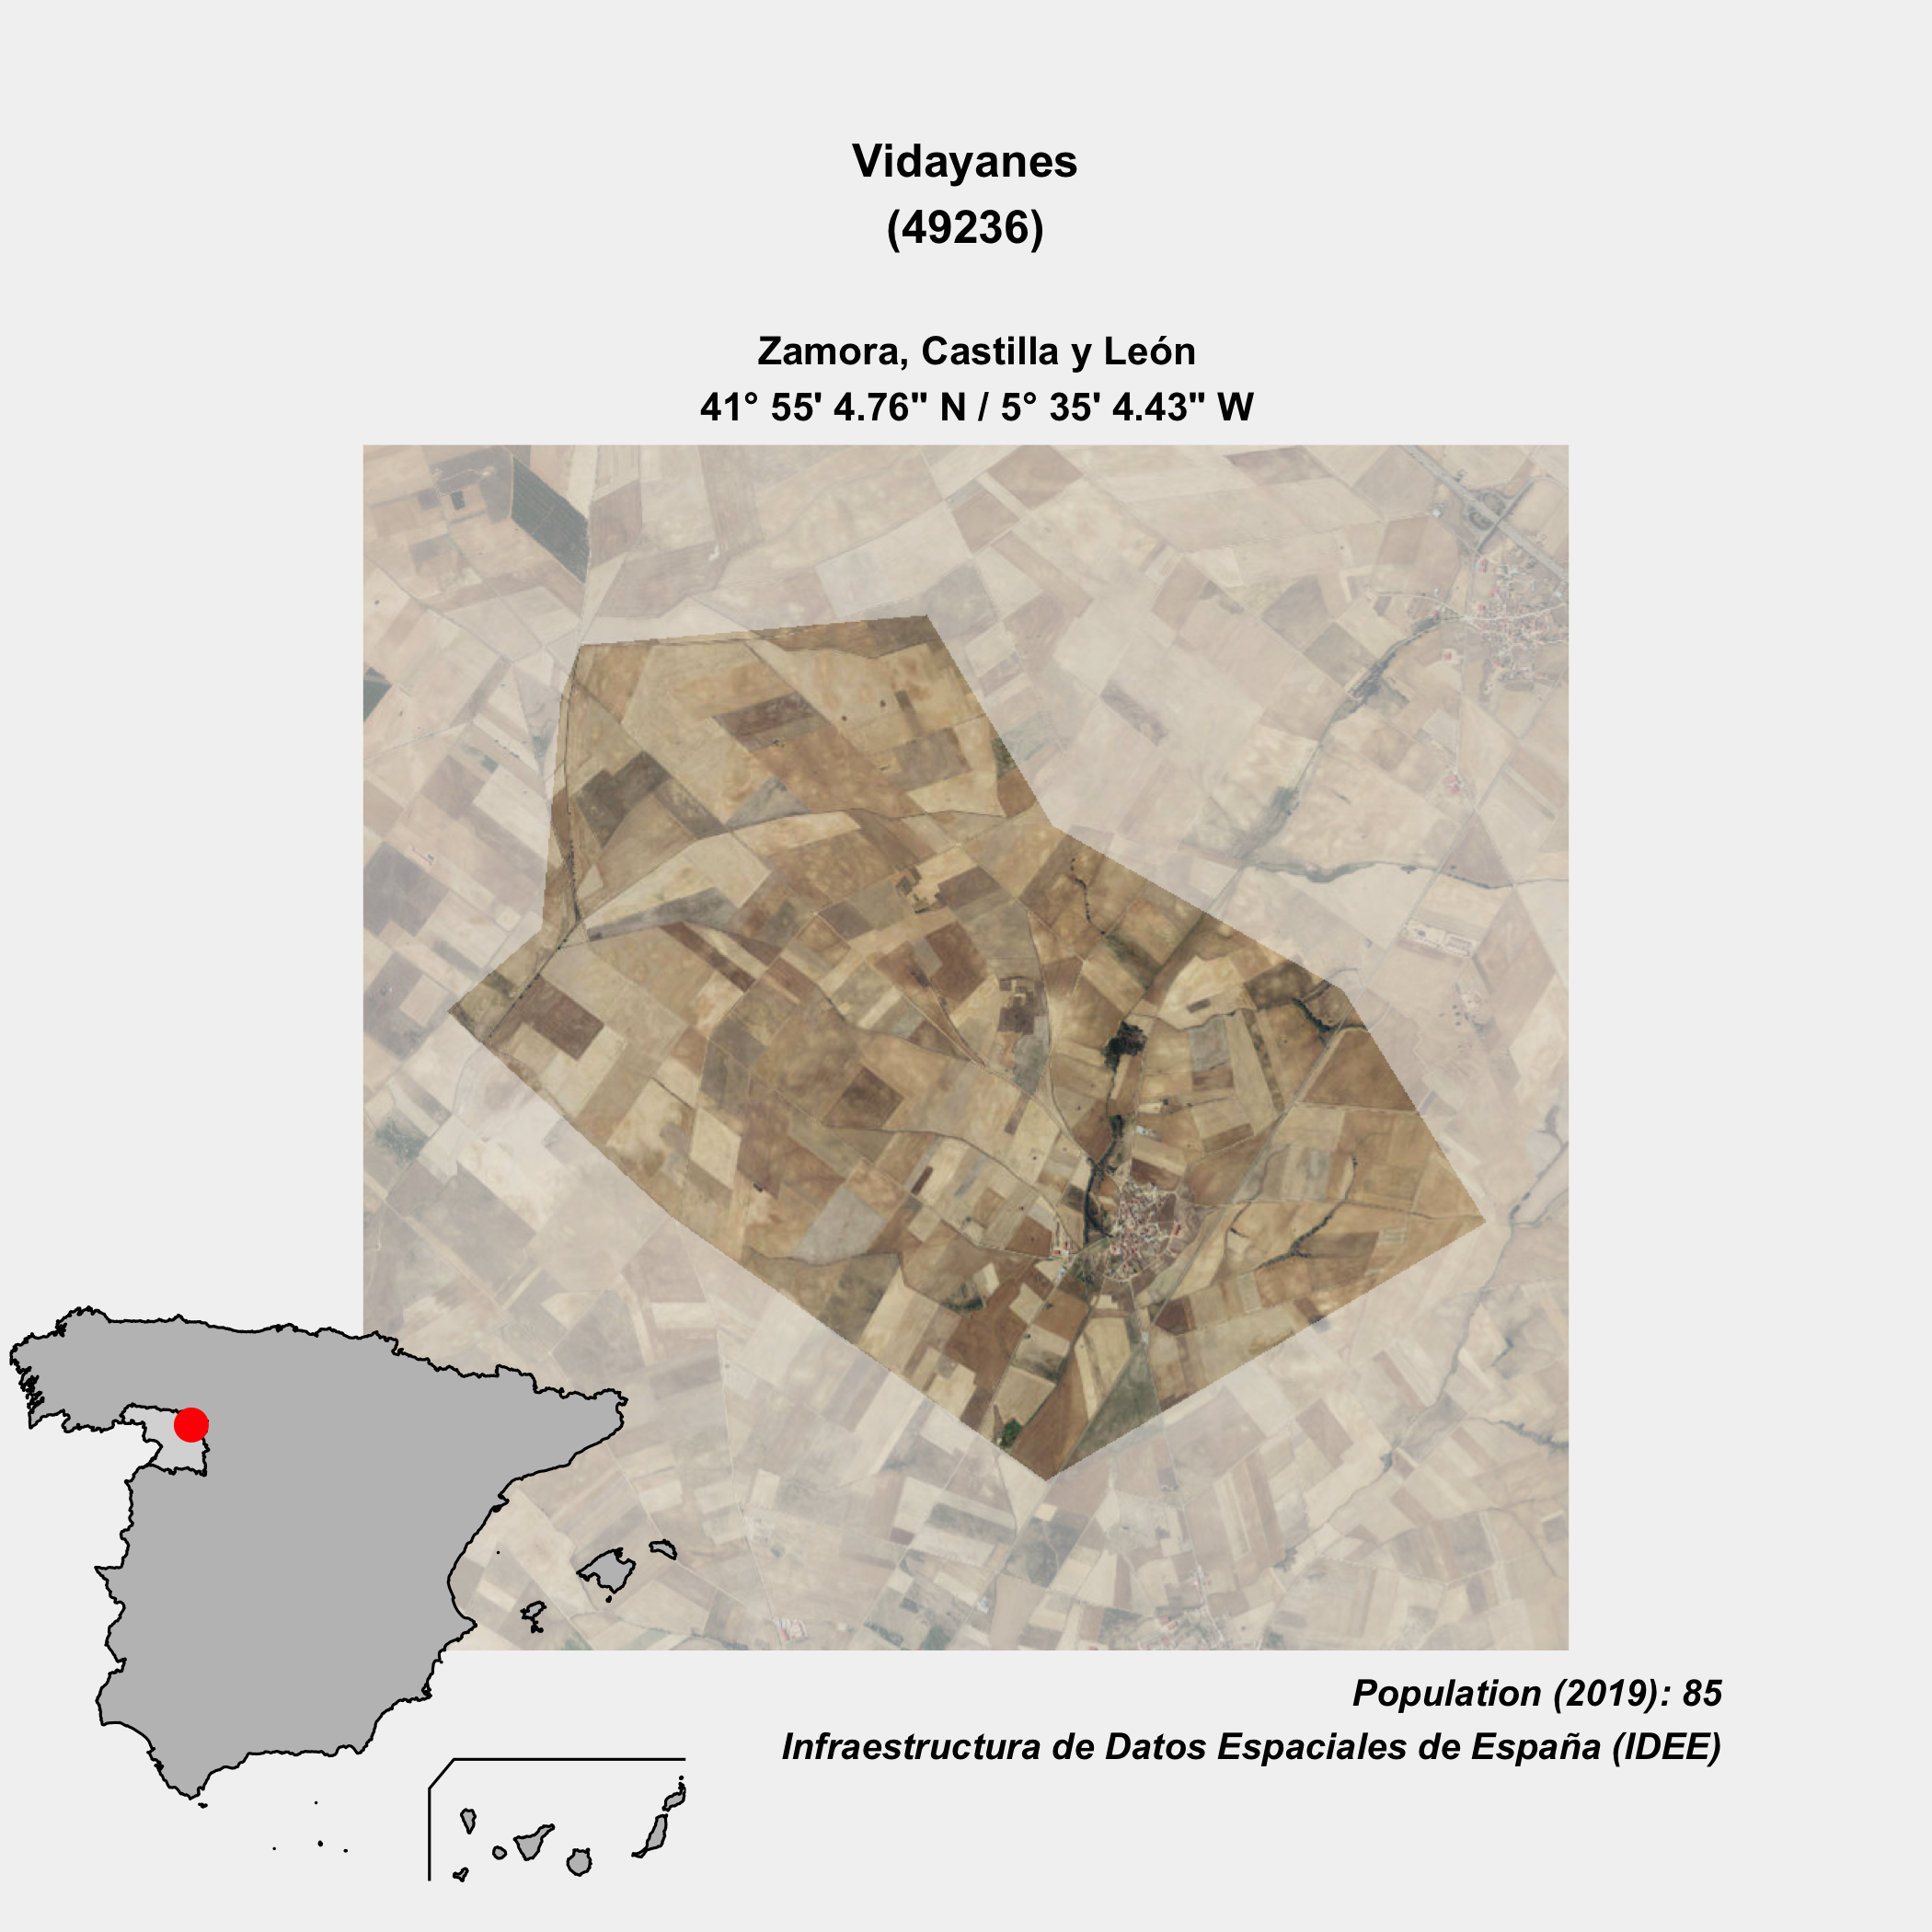 Vidayanes
(49236)
Zamora, Castilla y León
41° 55' 4.76" N / 5° 35' 4.43" W
Population (2019): 85
Infraestructura de Datos Espaciales de España (IDEE)